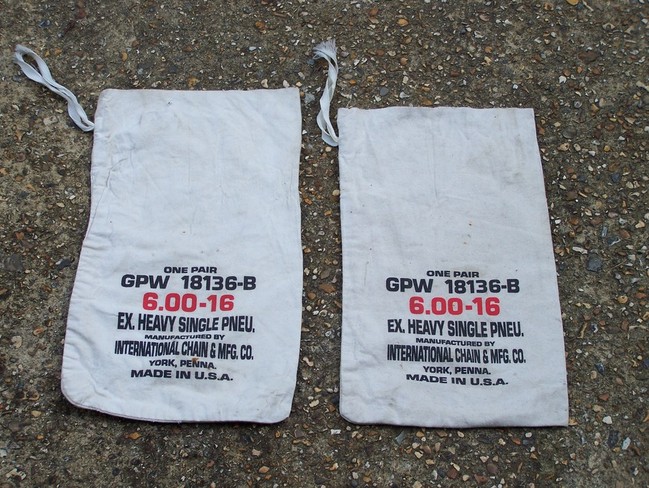 ONE PAIR
GPW 18136-B
6.00-16
EX. HEAVY SINGLE PNEU.
MANUFACTURED BY
INTERNATIONAL CHAIN & MFG. CO.
YORK, PENNA.
MADE IN U.S.A.
ONE PAIR
GPW 18136-B
6.00-16
EX. HEAVY SINGLE PNEU.
MANUFACTURED BY
INTERNATIONAL CHAIN & MFG. CO.
YORK, PENNA.
MADE IN U.S.A.